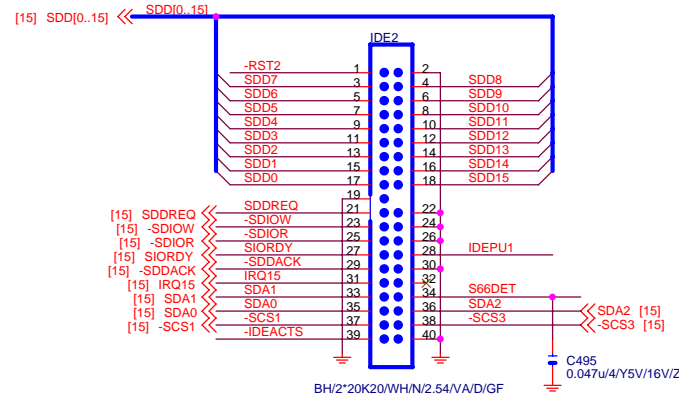 [15] SDD[0..15] SDD[0..15]
IDE2
-RST2 1 2
SDD7 3 4 SDD8
SDD6 5 6 SDD9
SDD5 7 8 SDD10
SDD4 9 10 SDD11
SDD3 11 12 SDD12
SDD2 13 14 SDD13
SDD1 15 16 SDD14
SDD0 17 18 SDD15
19
[15] SDDREQ SDDREQ 21 22
[15] -SDIOW -SDIOW 23 24
[15] -SDIOR -SDIOR 25 26
[15] SIORDY SIORDY 27 28 IDEPU1
[15] -SDDACK -SDDACK 29 30
[15] IRQ15 IRQ15 31 32
[15] SDA1 SDA1 33 34 S66DET
[15] SDA0 SDA0 35 36 SDA2 SDA2 [15]
[15] -SCS1 -SCS1 37 38 -SCS3 -SCS3 [15]
-IDEACTS 39 40
C495
0.047u/4/Y5V/16V/Z
BH/2*20K20/WH/N/2.54/VA/D/GF